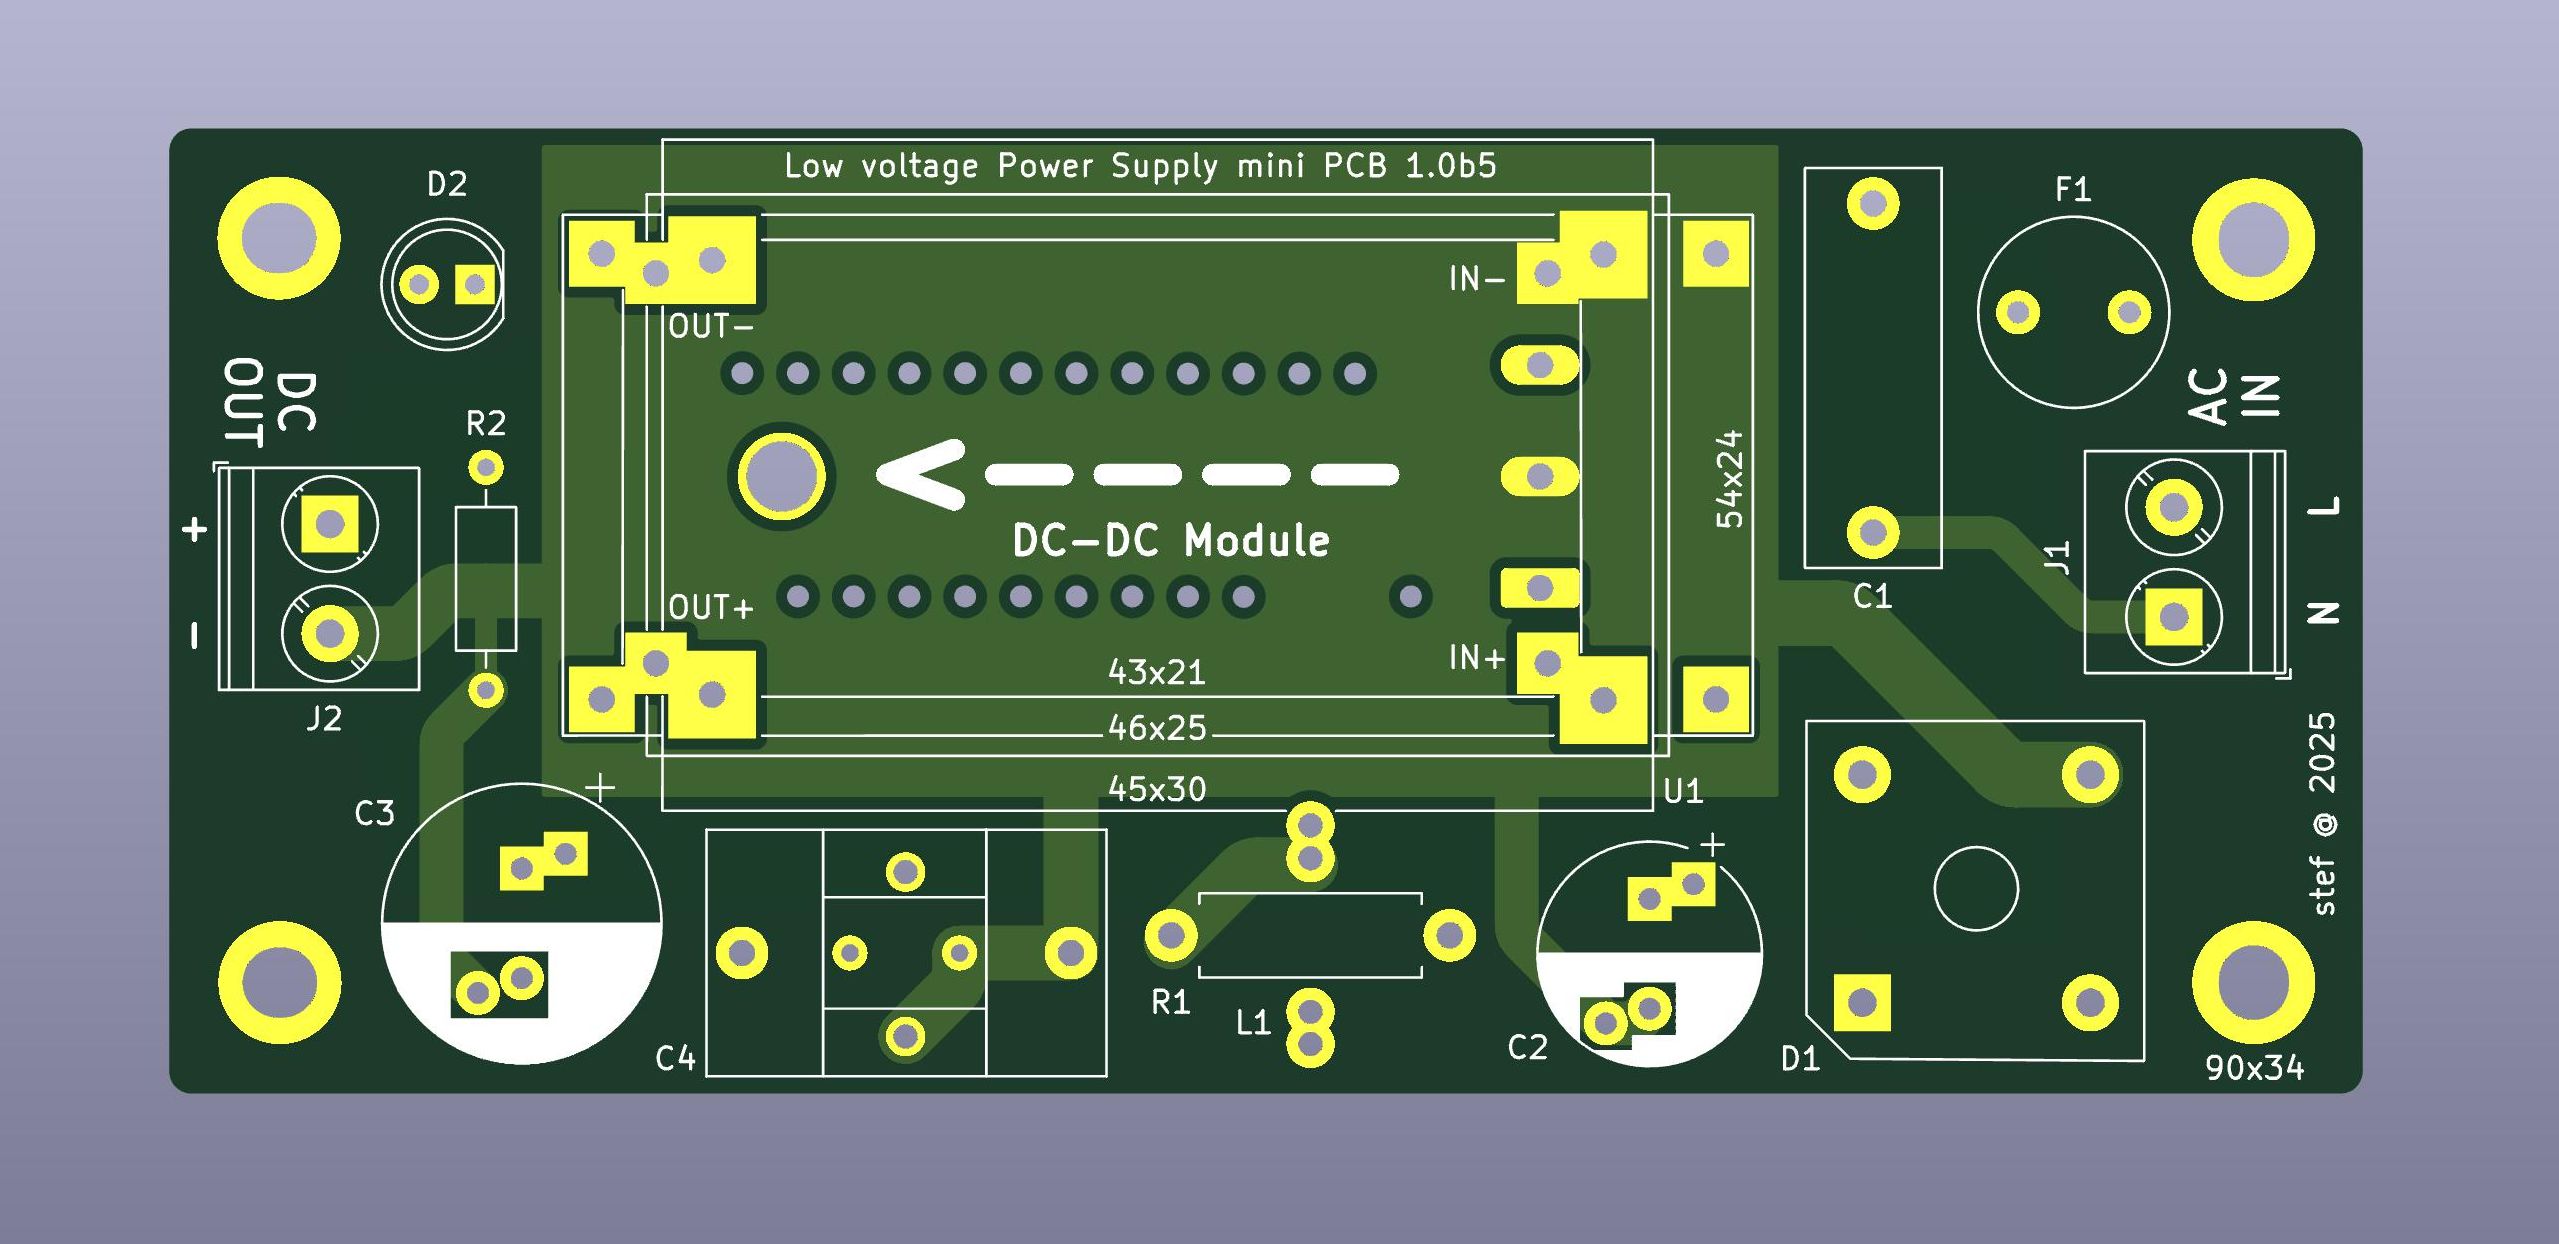 Low voltage Power Supply mini PCB 1.0b5
D2
F1
IN-
OUT-
DC
OUT
AC
IN
R2
54x24
+
-
L
N
DC-DC Module
J1
C1
OUT+
IN+
43x21
J2
46x25
45x30
U1
C3
+
+
stef @ 2025
R1
L1
C2
C4
D1
90x34